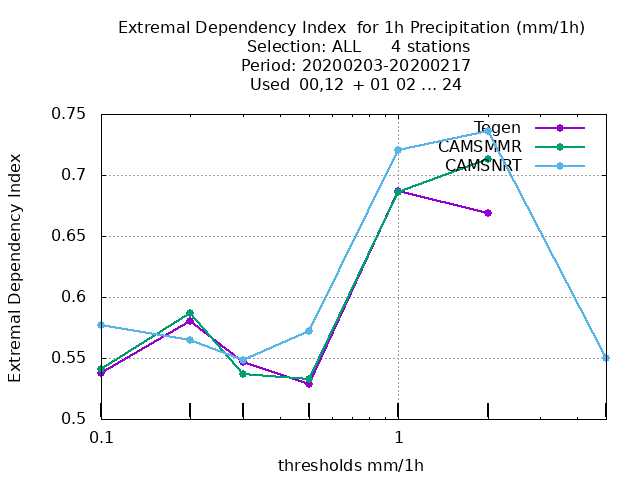 Extremal Dependency Index  for 1h Precipitation (mm/1h)
Selection: ALL      4 stations
Period: 20200203-20200217
Used  00,12  + 01 02 ... 24
0.75
Tegen
CAMSMMR
CAMSNRT
0.7
0.65
0.6
0.55
0.5
Extremal Dependency Index
0.1
1
thresholds mm/1h